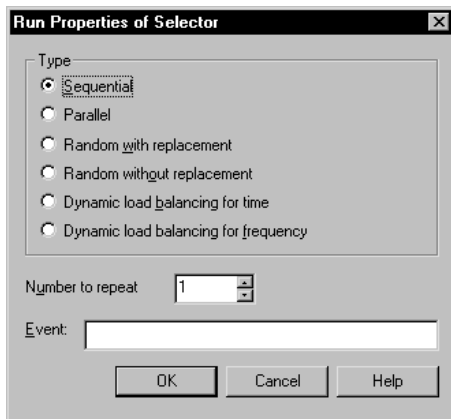 Run Properties of Selector
Type
Sequential
Parallel
Random with replacement
Random without replacement
Dynamic load balancing for time
Dynamic load balancing for frequency
Number to repeat 1
Event:
OK Cancel Help